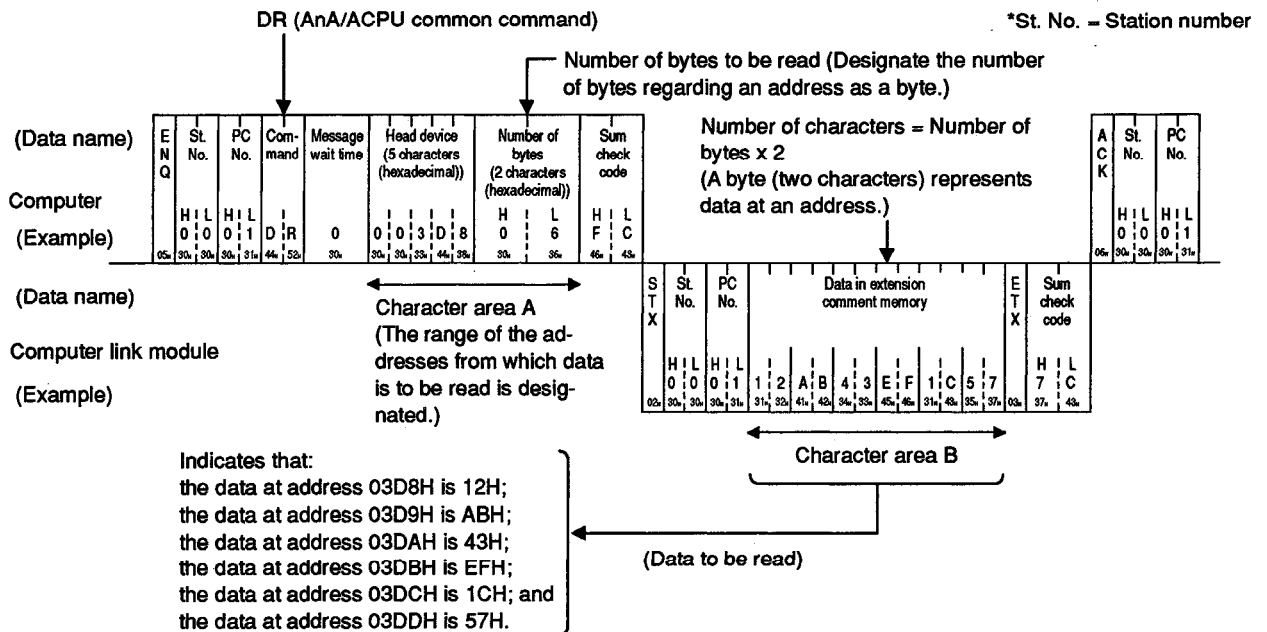 DR (AnA/ACPU common command)
*St. No. = Station number
Number of bytes to be read (Designate the number
of bytes regarding an address as a byte.)
(Data name)
E
N
Q
St.
No.
PC
No.
Com-
mand
Message
wait time
Head device
(5 characters
(hexadecimal))
Number of
bytes
(2 characters
(hexadecimal))
Sum
check
code
Number of characters = Number of
bytes x 2
(A byte (two characters) represents
data at an address.)
A
C
K
St.
No.
PC
No.
Computer
(Example)
H L H L H L H L H L H L
0 0 0 1 D R 0 0 0 3 D 8 0 6 F C 0 0 0 1
05H 30H 30H 30H 31H 44H 52H 30H 30H 30H 33H 44H 38H 30H 36H 46H 43H 06H 30H 30H 30H 31H
(Data name)
Computer link module
(Example)
Character area A
(The range of the ad-
dresses from which data
is to be read is desig-
nated.)
S
T
X
St.
No.
PC
No.
Data in extension
comment memory
E
T
X
Sum
check
code
H L H L H L
0 0 0 1 1 2 A B 4 3 E F 1 C 5 7 7 C
02H 30H 30H 30H 31H 31H 32H 41H 42H 34H 33H 45H 46H 31H 43H 35H 37H 03H 37H 43H
Character area B
Indicates that:
the data at address 03D8H is 12H;
the data at address 03D9H is ABH;
the data at address 03DAH is 43H;
the data at address 03DBH is EFH;
the data at address 03DCH is 1CH; and
the data at address 03DDH is 57H.
(Data to be read)